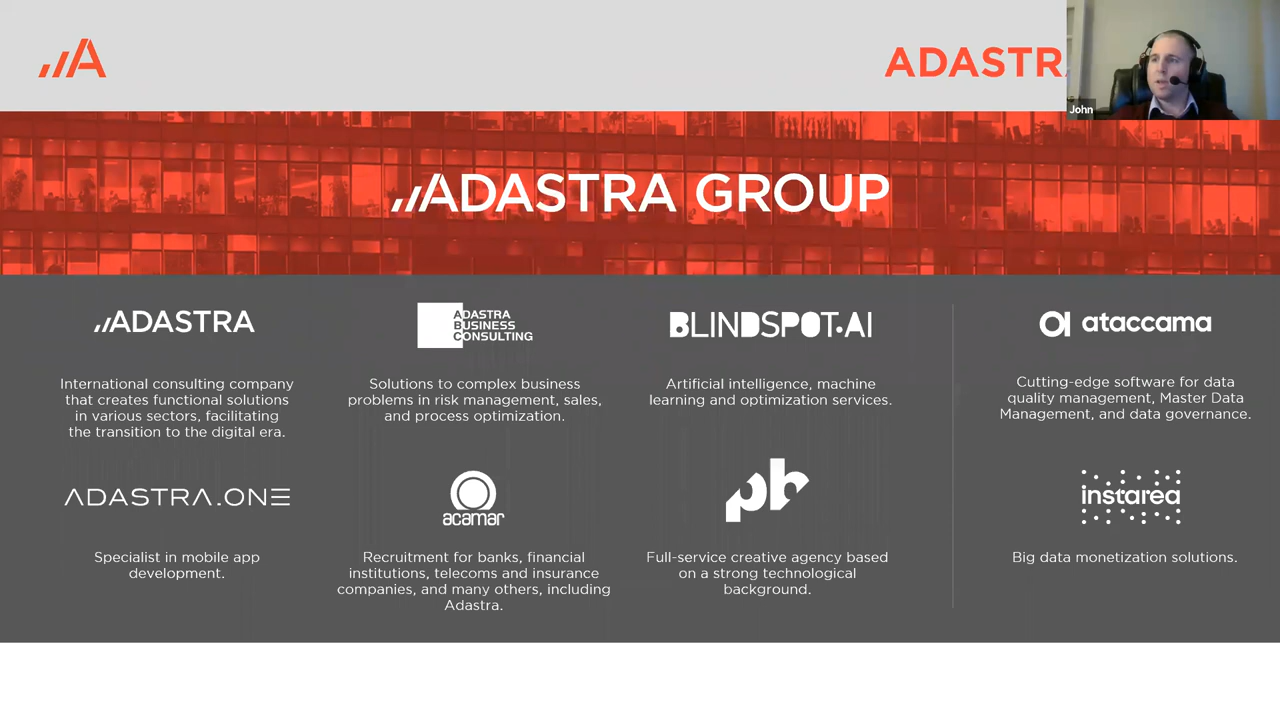 ADASTR
John
ADASTRA GROUP
ADASTRA
International consulting company
that creates functional solutions
in various sectors, facilitating
the transition to the digital era.
ADASTRA
BUSINESS
CONSULTING
Solutions to complex business
problems in risk management, sales,
and process optimization.
BLINDSPOT.AI
Artificial intelligence, machine
learning and optimization services.
ataccama
Cutting-edge software for data
quality management, Master Data
Management, and data governance.
ADASTRA.ONE
Specialist in mobile app
development.
acamar
Recruitment for banks, financial
institutions, telecoms and insurance
companies, and many others, including
Adastra.
pb
Full-service creative agency based
on a strong technological
background.
instarea
Big data monetization solutions.